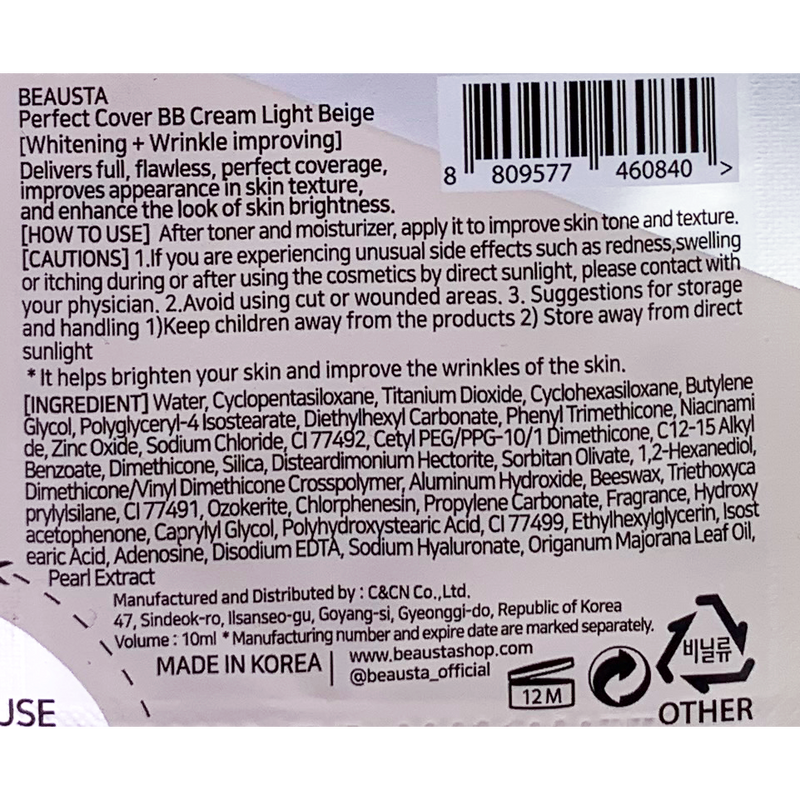 BEAUSTA
Perfect Cover BB Cream Light Beige
[Whitening + Wrinkle improving]
Delivers full, flawless, perfect coverage,
improves appearance in skin texture,
and enhance the look of skin brightness.
8 809577 460840 >
[HOW TO USE] After toner and moisturizer, apply it to improve skin tone and texture.
[CAUTIONS] 1.If you are experiencing unusual side effects such as redness,swelling
or itching during or after using the cosmetics by direct sunlight, please contact with
your physician. 2.Avoid using cut or wounded areas. 3. Suggestions for storage
and handling 1)Keep children away from the products 2) Store away from direct
sunlight
* It helps brighten your skin and improve the wrinkles of the skin.
[INGREDIENT] Water, Cyclopentasiloxane, Titanium Dioxide, Cyclohexasiloxane, Butylene
Glycol, Polyglyceryl-4 Isostearate, Diethylhexyl Carbonate, Phenyl Trimethicone, Niacinami
de, Zinc Oxide, Sodium Chloride, CI 77492, Cetyl PEG/PPG-10/1 Dimethicone, C12-15 Alkyl
Benzoate, Dimethicone, Silica, Disteardimonium Hectorite, Sorbitan Olivate, 1,2-Hexanediol,
Dimethicone/Vinyl Dimethicone Crosspolymer, Aluminum Hydroxide, Beeswax, Triethoxyca
prylylsilane, CI 77491, Ozokerite, Chlorphenesin, Propylene Carbonate, Fragrance, Hydroxy
acetophenone, Caprylyl Glycol, Polyhydroxystearic Acid, CI 77499, Ethylhexylglycerin, Isost
earic Acid, Adenosine, Disodium EDTA, Sodium Hyaluronate, Origanum Majorana Leaf Oil,
Pearl Extract
Manufactured and Distributed by : C&CN Co.,Ltd.
47, Sindeok-ro, Ilsanseo-gu, Goyang-si, Gyeonggi-do, Republic of Korea
Volume : 10ml * Manufacturing number and expire date are marked separately.
MADE IN KOREA
www.beaustashop.com
@beausta_official
12M
비닐류
OTHER
USE